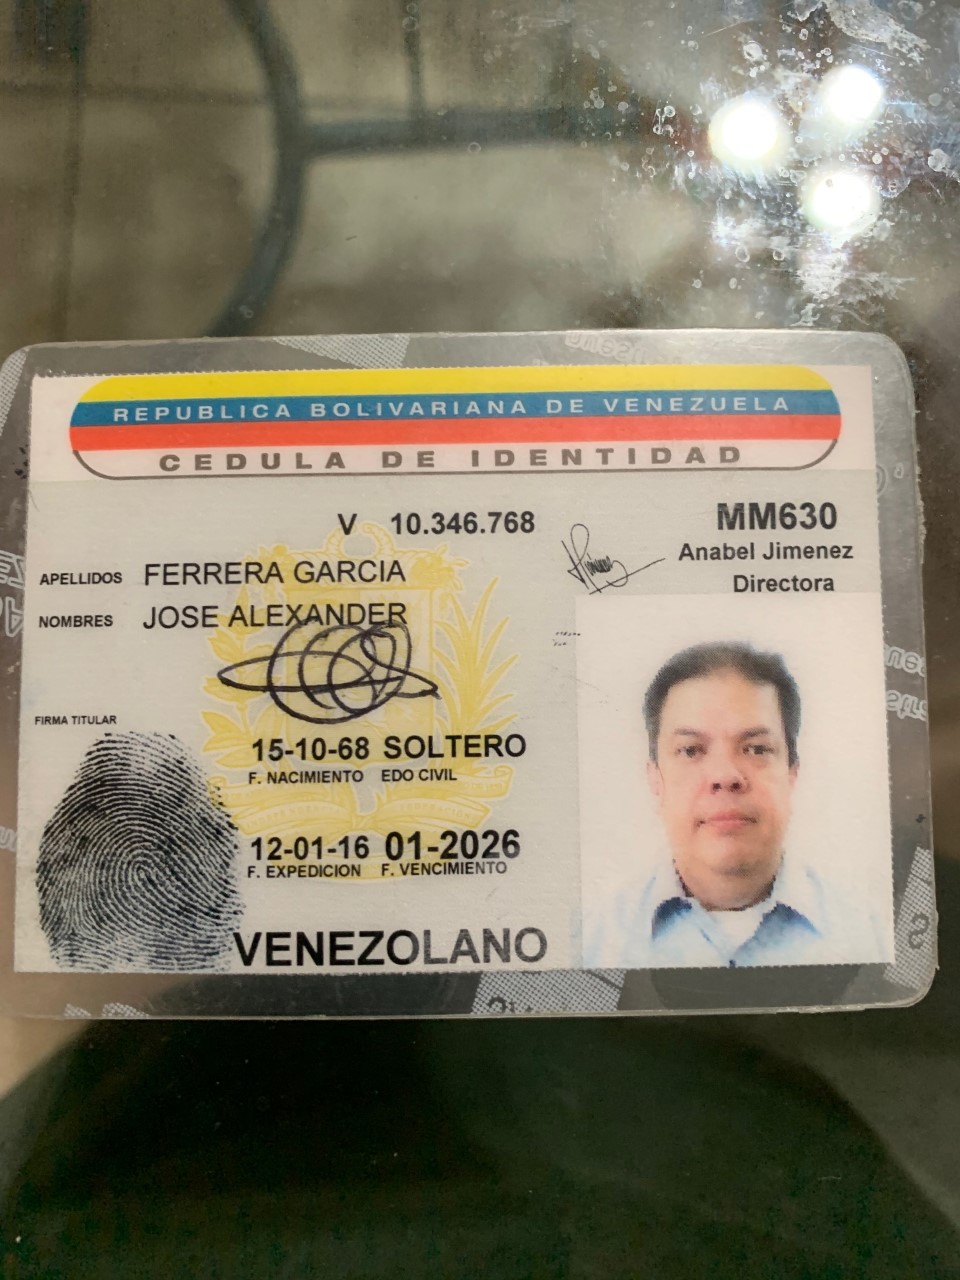 REPUBLICA BOLIVARIANA DE VENEZUELA
CEDULA DE IDENTIDAD
V 10.346.768
MM630
Anabel Jimenez
Directora
APELLIDOS FERRERA GARCIA
NOMBRES JOSE ALEXANDER
FIRMA TITULAR
15-10-68 SOLTERO
F. NACIMIENTO EDO CIVIL
12-01-16 01-2026
F. EXPEDICION F. VENCIMIENTO
VENEZOLANO